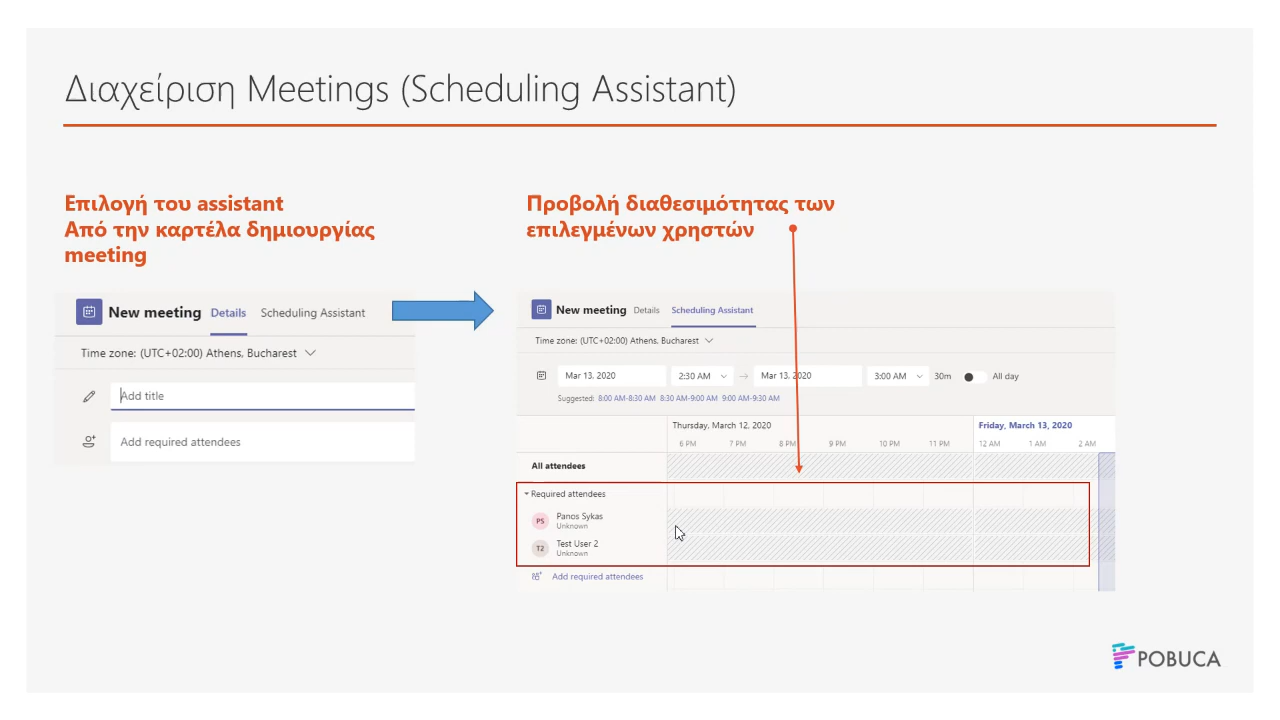 Διαχείριση Meetings (Scheduling Assistant)
Επιλογή του assistant
Από την καρτέλα δημιουργίας
meeting
New meeting Details Scheduling Assistant
Time zone: (UTC+02:00) Athens, Bucharest
Add title
Add required attendees
Προβολή διαθεσιμότητας των
επιλεγμένων χρηστών
New meeting Details Scheduling Assistant
Time zone: (UTC+02:00) Athens, Bucharest
Mar 13, 2020 2:30 AM → Mar 13, 2020 3:00 AM 30m All day
Suggested: 8:00 AM-8:30 AM 8:30 AM-9:00 AM 9:00 AM-9:30 AM
Thursday, March 12, 2020 Friday, March 13, 2020
6 PM 7 PM 8 PM 9 PM 10 PM 11 PM 12 AM 1 AM 2 AM
All attendees
Required attendees
PS Panos Sykas
Unknown
T2 Test User 2
Unknown
Add required attendees
POBUCA